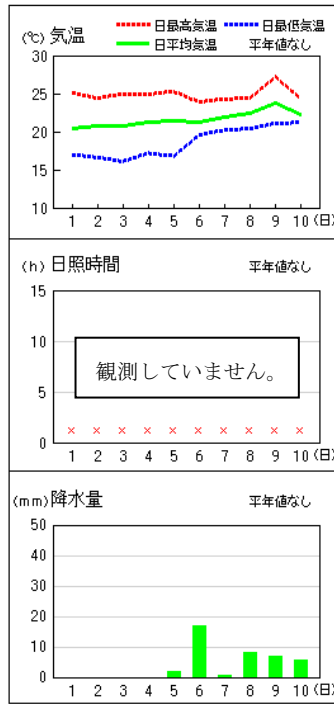 (℃) 気温 日最高気温 日最低気温
日平均気温 平年値なし
30
25
20
15
10
1 2 3 4 5 6 7 8 9 10 (日)
(h) 日照時間 平年値なし
15
10
観測していません。
5
0
1 2 3 4 5 6 7 8 9 10 (日)
(mm) 降水量 平年値なし
50
40
30
20
10
0
1 2 3 4 5 6 7 8 9 10 (日)